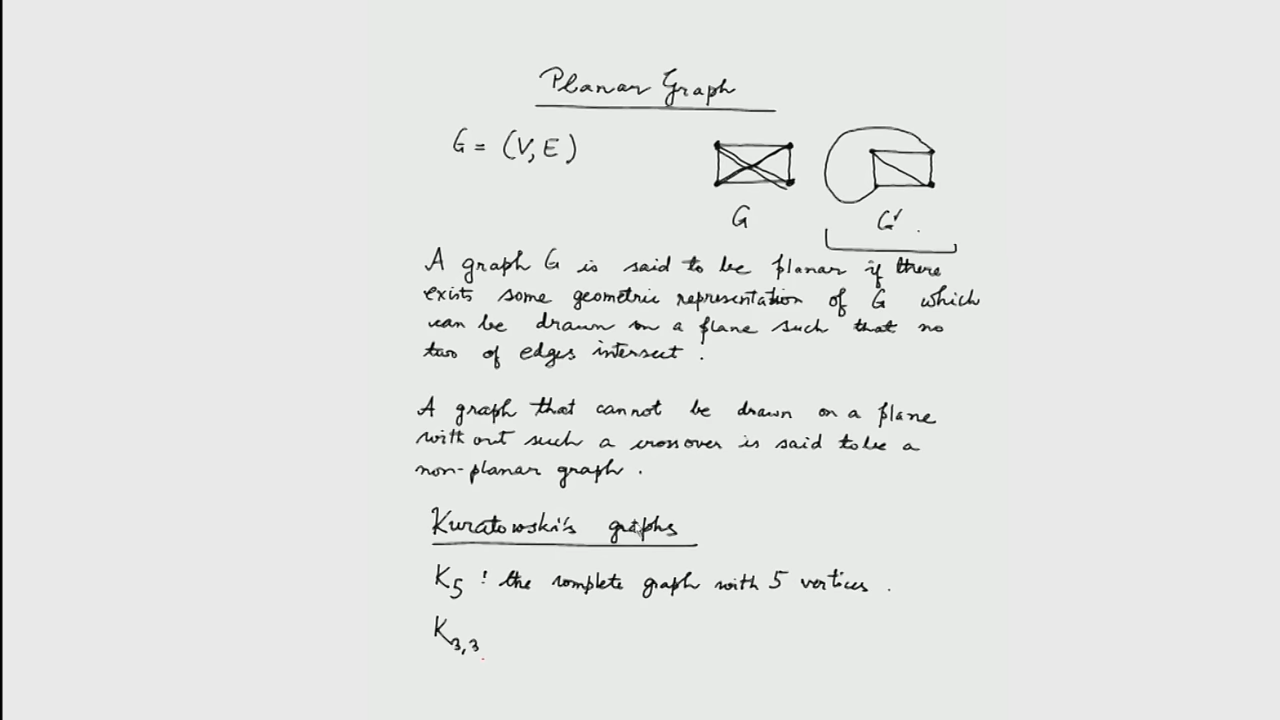 Planar Graph
G = (V, E)
G
G'
A graph G is said to be planar if there
exists some geometric representation of G which
can be drawn on a plane such that no
two of edges intersect.
A graph that cannot be drawn on a plane
without such a crossover is said to be a
non-planar graph.
Kuratowski's graphs
K5 : the complete graph with 5 vertices.
K3,3